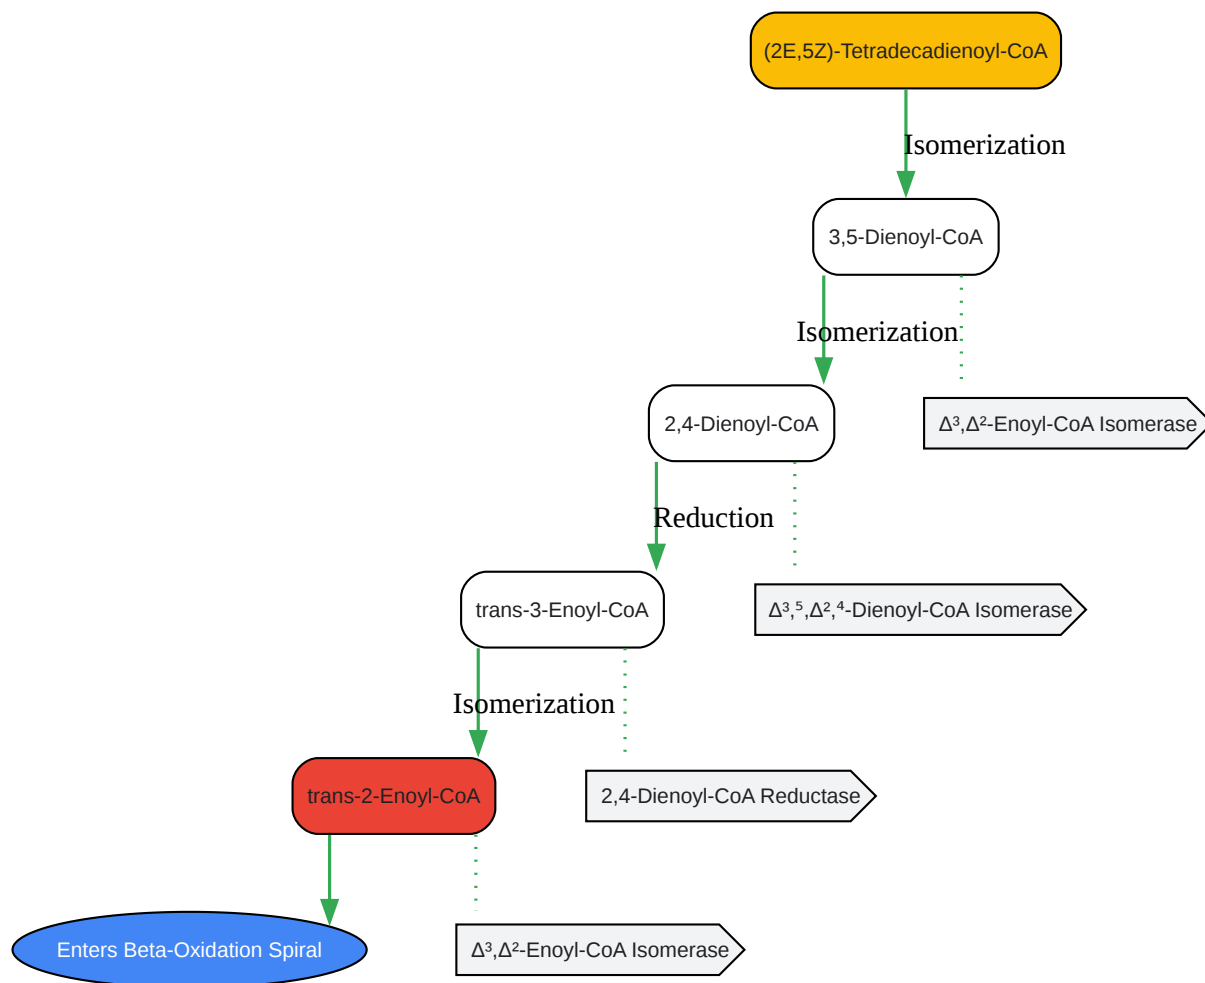 (2E,5Z)-Tetradecadienoyl-CoA
Isomerization
3,5-Dienoyl-CoA
Isomerization
2,4-Dienoyl-CoA
Δ³,Δ²-Enoyl-CoA Isomerase
Reduction
trans-3-Enoyl-CoA
Δ³,⁵,Δ²,⁴-Dienoyl-CoA Isomerase
Isomerization
trans-2-Enoyl-CoA
2,4-Dienoyl-CoA Reductase
Enters Beta-Oxidation Spiral
Δ³,Δ²-Enoyl-CoA Isomerase